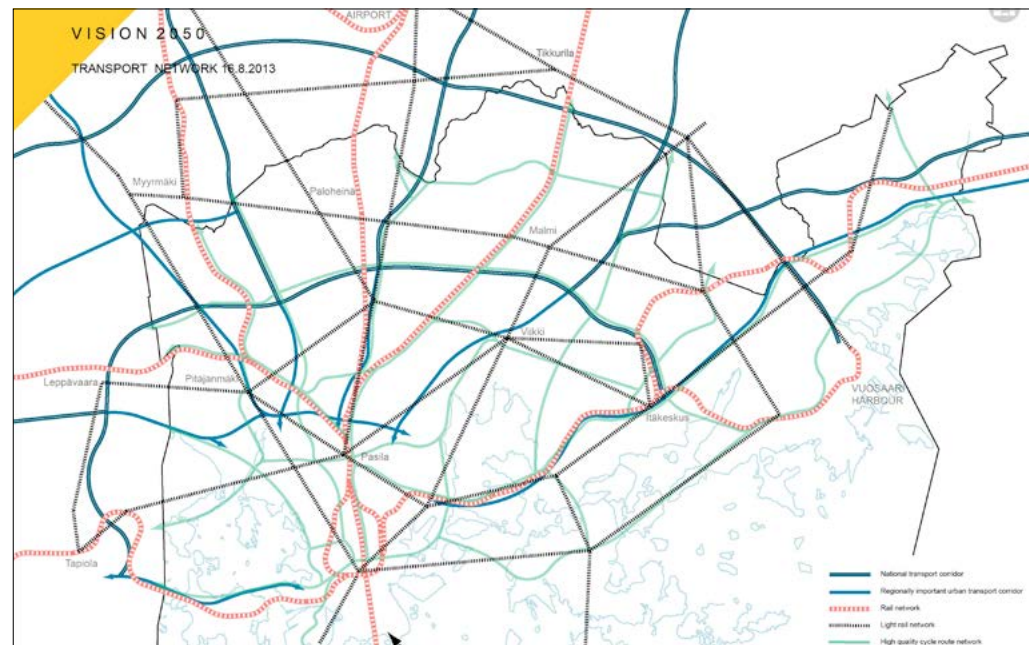 AIRPORT
VISION 2050
TRANSPORT NETWORK 16.8.2013
Tikkurila
Myyrmäki
Paloheinä
Malmi
Viikki
Leppävaara
Pitäjänmäki
VUOSAARI
HARBOUR
Itäkeskus
Pasila
Tapiola
National transport corridor
Regionally important urban transport corridor
Rail network
Light rail network
High quality cycle route network